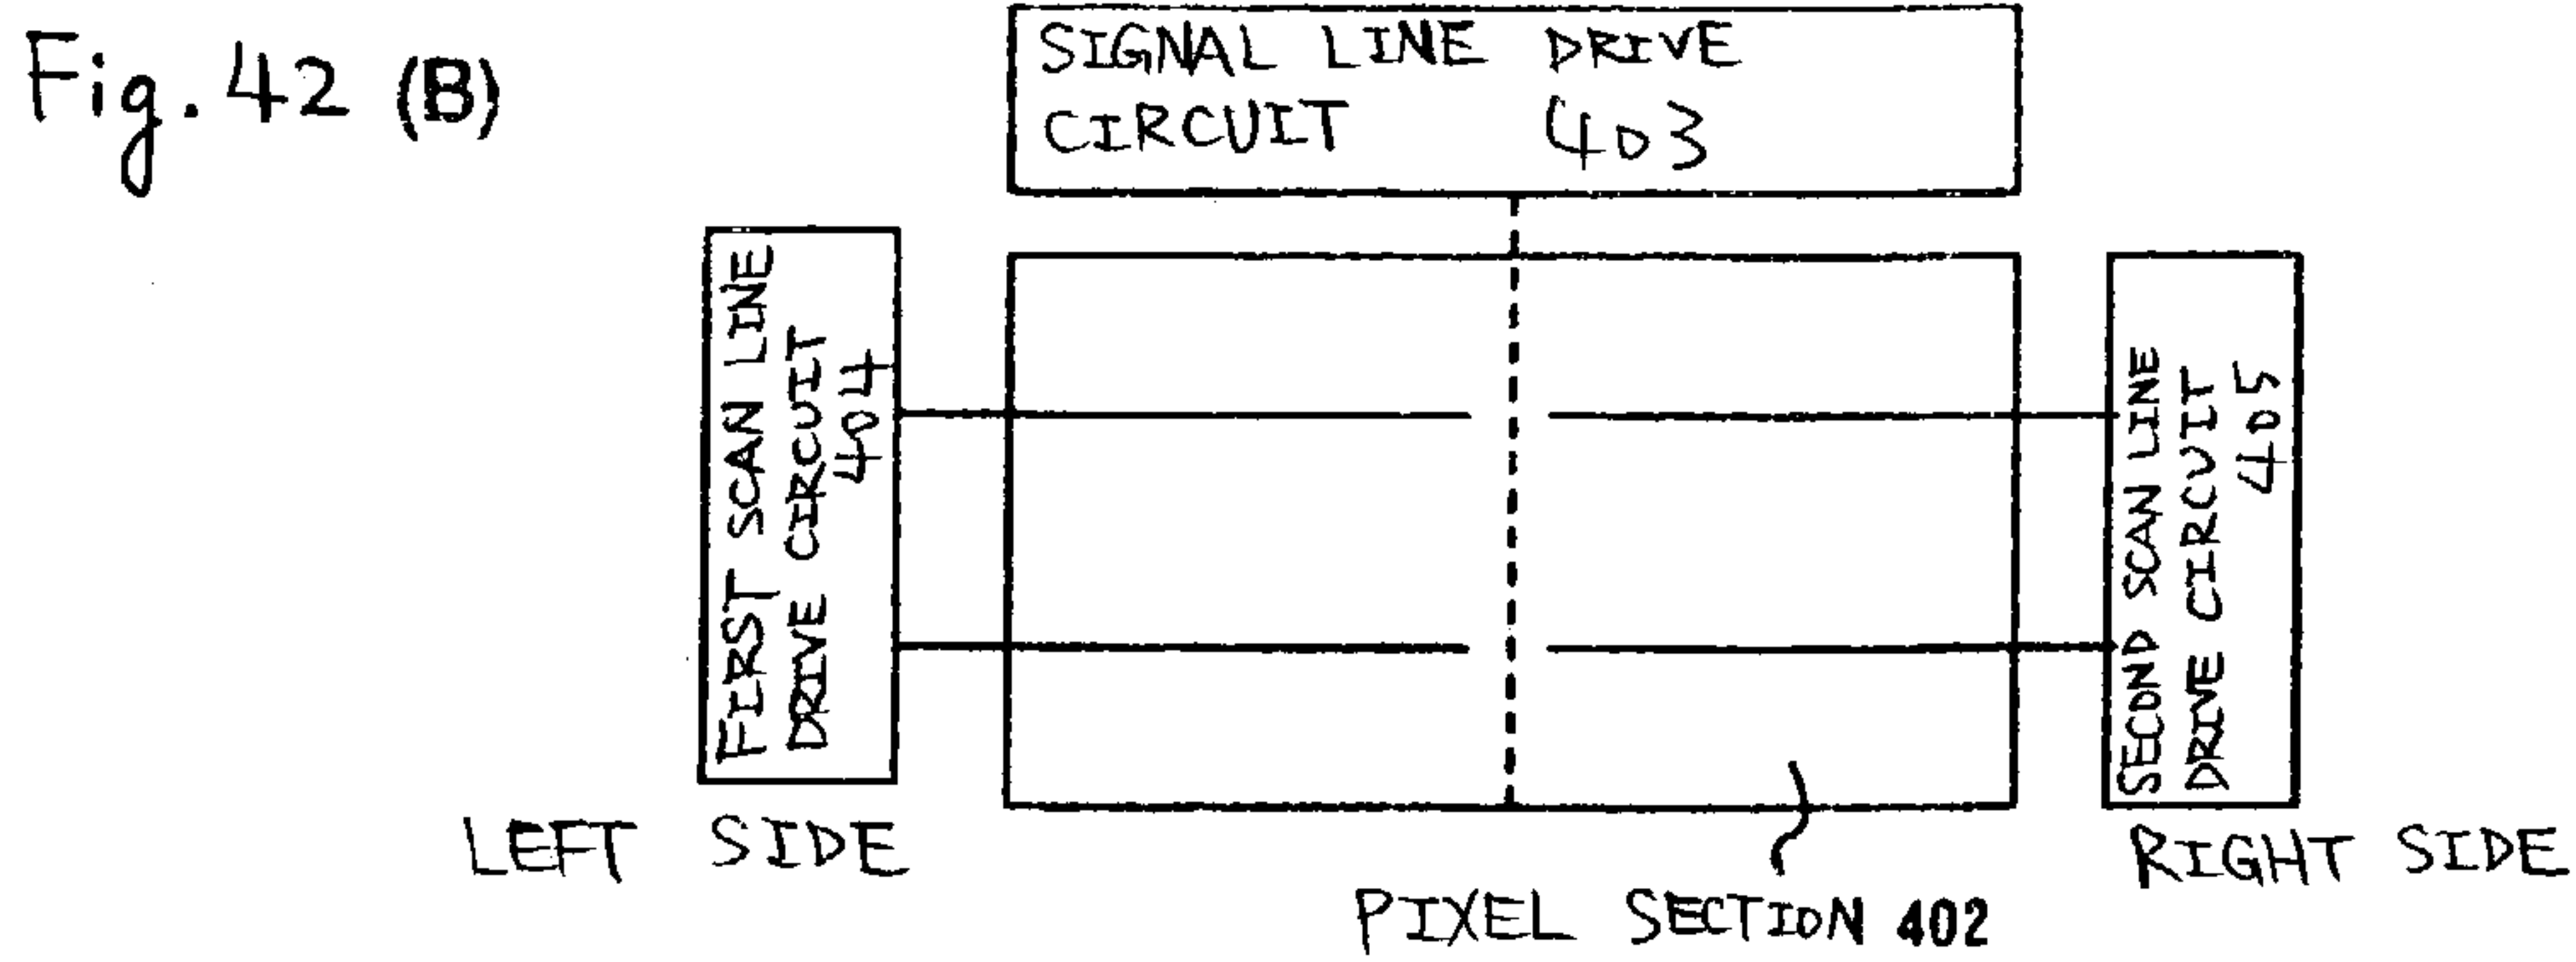 Fig. 42 (B)
SIGNAL LINE DRIVE
CIRCUIT 403
FIRST SCAN LINE
DRIVE CIRCUIT
404
SECOND SCAN LINE
DRIVE CIRCUIT
405
LEFT SIDE
RIGHT SIDE
PIXEL SECTION 402